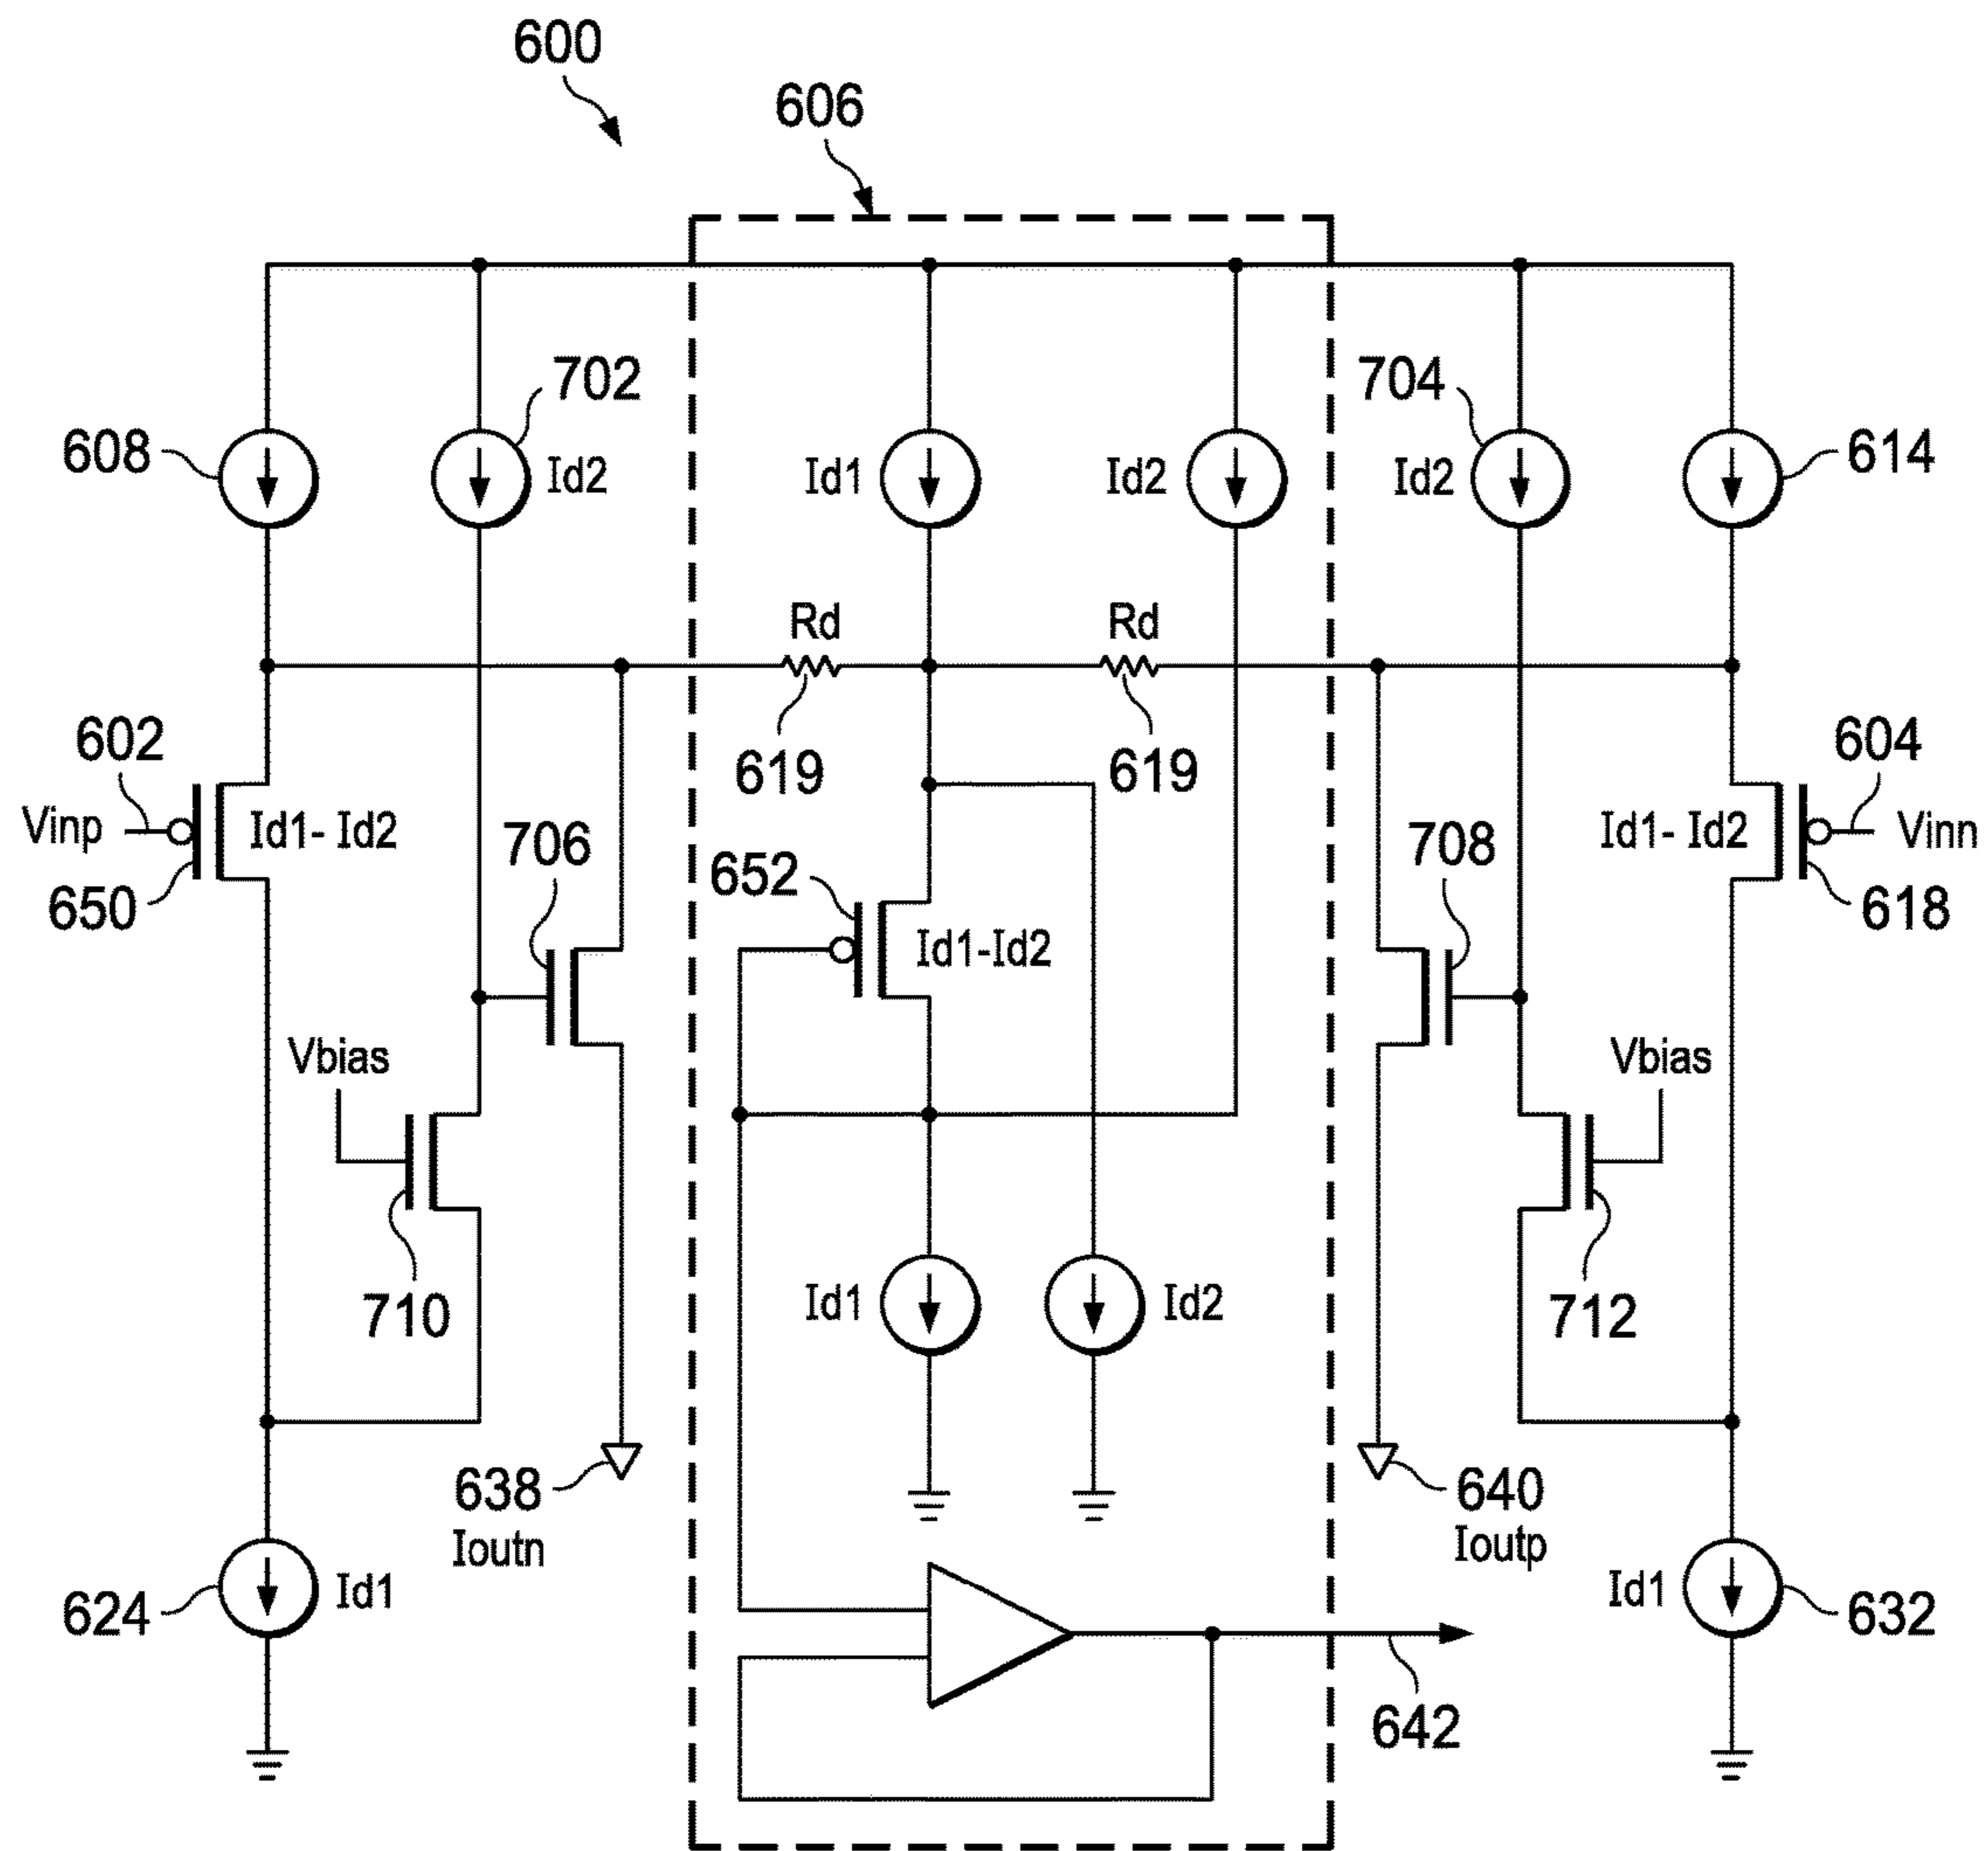 600
606
702
704
608
Id2
Id1
Id2
Id2
614
Rd
Rd
602
619
619
604
Vinp
Id1- Id2
706
708
Id1- Id2
Vinn
650
652
618
Id1-Id2
Vbias
Vbias
710
Id1
Id2
712
638
640
Ioutn
Ioutp
624
Id1
Id1
632
642